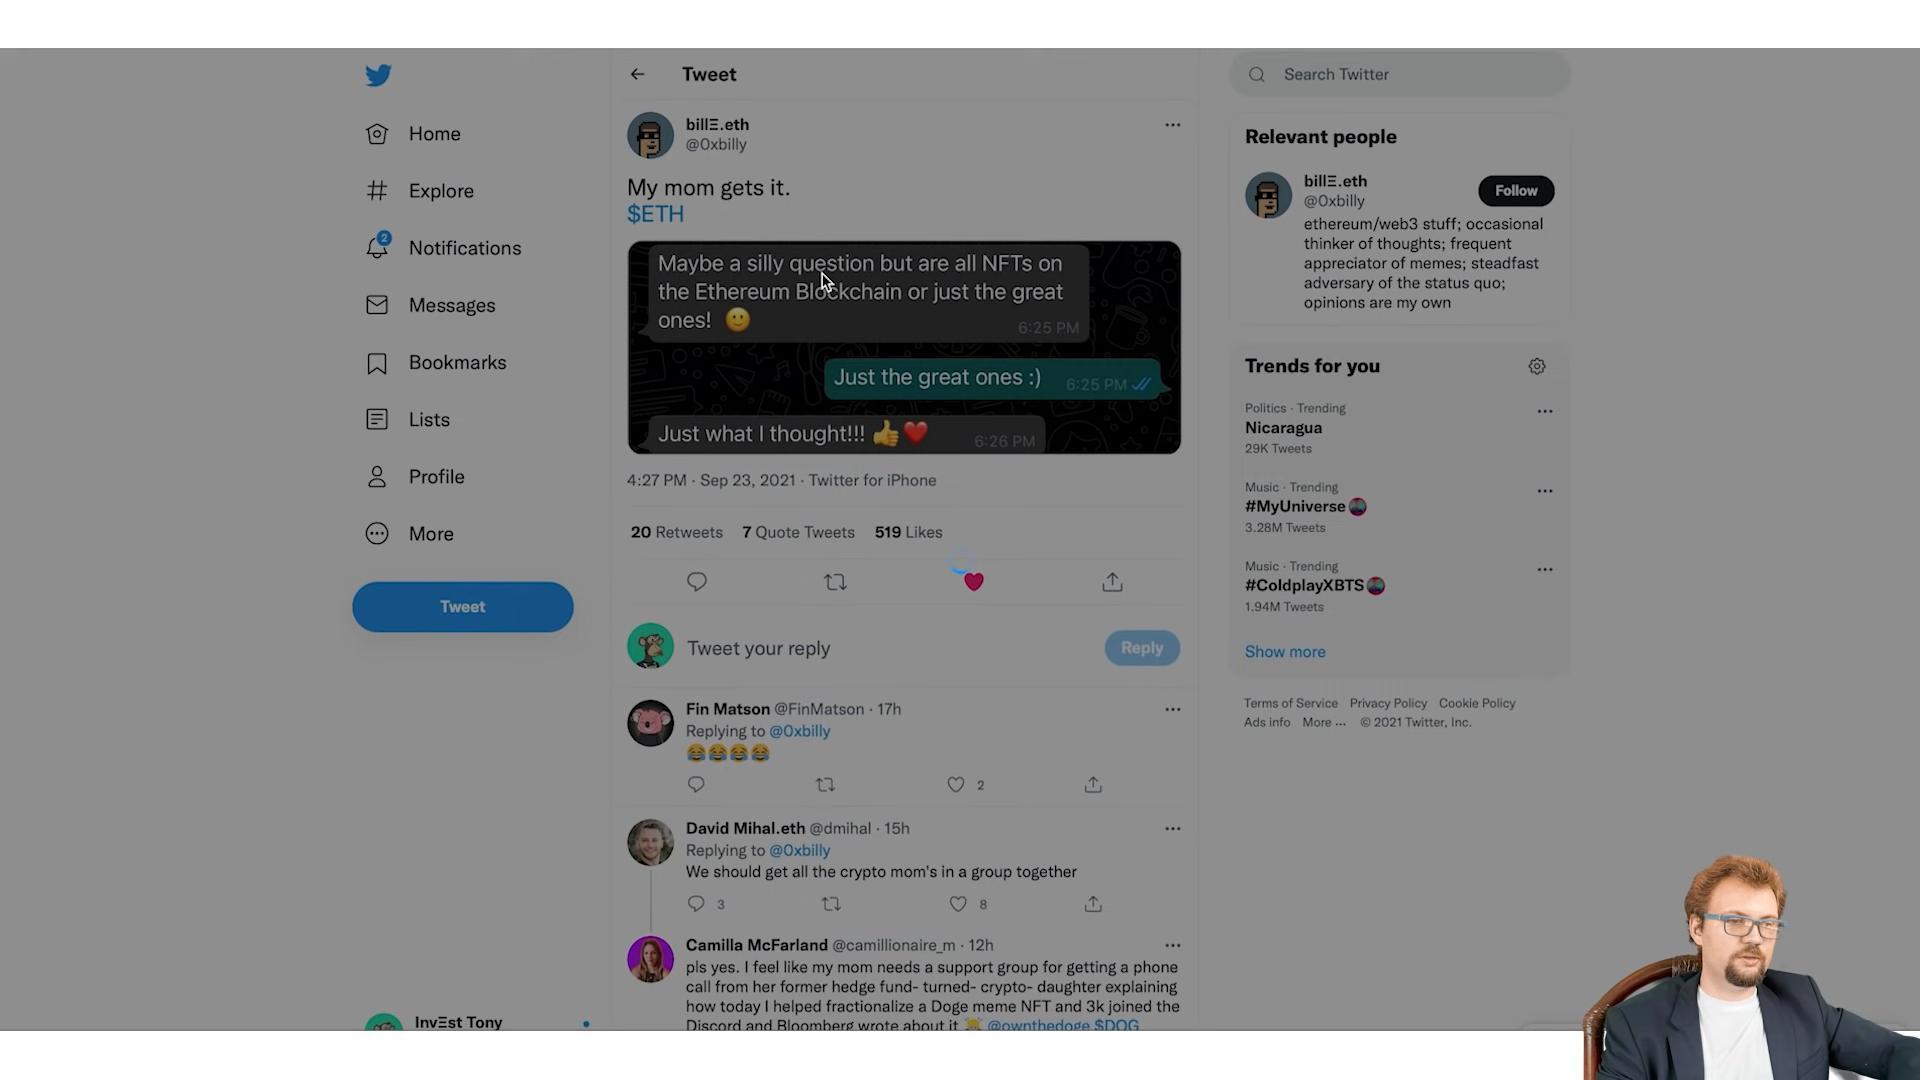 Home
Explore
2
Notifications
Messages
Bookmarks
Lists
Profile
More
Tweet
InvΞst Tony
Tweet
billΞ.eth
@0xbilly
My mom gets it.
$ETH
Maybe a silly question but are all NFTs on
the Ethereum Blockchain or just the great
ones! 🙂
6:25 PM
Just the great ones :) 6:25 PM
Just what I thought!!! 👍❤️ 6:26 PM
4:27 PM · Sep 23, 2021 · Twitter for iPhone
20 Retweets 7 Quote Tweets 519 Likes
Tweet your reply
Reply
Fin Matson @FinMatson · 17h
Replying to @0xbilly
😂😂😂😂
2
David Mihal.eth @dmihal · 15h
Replying to @0xbilly
We should get all the crypto mom's in a group together
3 8
Camilla McFarland @camillionaire_m · 12h
pls yes. I feel like my mom needs a support group for getting a phone
call from her former hedge fund- turned- crypto- daughter explaining
how today I helped fractionalize a Doge meme NFT and 3k joined the
Discord and Bloomberg wrote about it @ownthedoge $DOG
Search Twitter
Relevant people
billΞ.eth
@0xbilly
Follow
ethereum/web3 stuff; occasional
thinker of thoughts; frequent
appreciator of memes; steadfast
adversary of the status quo;
opinions are my own
Trends for you
Politics · Trending
Nicaragua
29K Tweets
Music · Trending
#MyUniverse
3.28M Tweets
Music · Trending
#ColdplayXBTS
1.94M Tweets
Show more
Terms of Service Privacy Policy Cookie Policy
Ads info More ··· © 2021 Twitter, Inc.